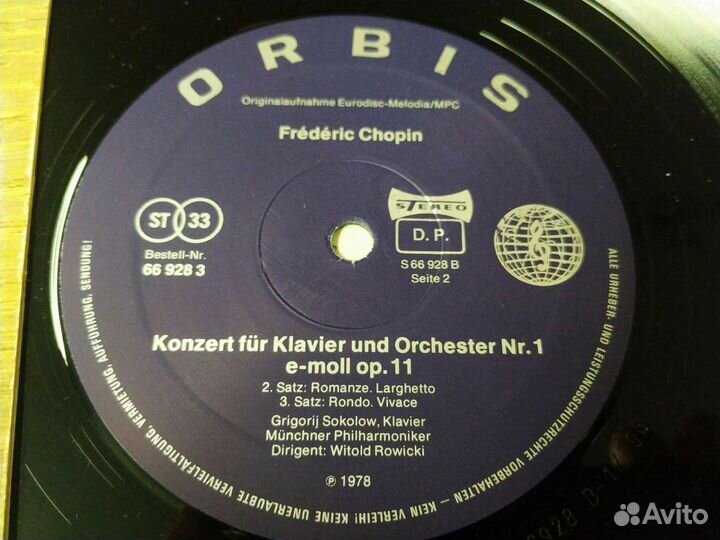 ORBIS
Originalaufnahme Eurodisc-Melodia/MPC
Frédéric Chopin
ST 33
Bestell-Nr.
66 928 3
STEREO
D. P.
S 66 928 B
Seite 2
Konzert für Klavier und Orchester Nr. 1
e-moll op. 11
2. Satz: Romanze. Larghetto
3. Satz: Rondo. Vivace
Grigorij Sokolow, Klavier
Münchner Philharmoniker
Dirigent: Witold Rowicki
℗ 1978
ALLE URHEBER- UND LEISTUNGSSCHUTZRECHTE VORBEHALTEN – KEIN VERLEIH! KEINE UNERLAUBTE VERVIELFÄLTIGUNG, VERMIETUNG, AUFFÜHRUNG, SENDUNG!
Avito